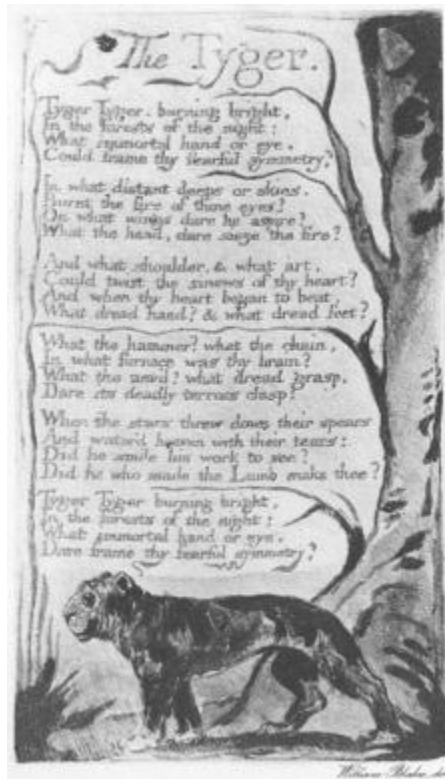 The Tyger.
Tyger Tyger. burning bright,
In the forests of the night:
What immortal hand or eye,
Could frame thy fearful symmetry?
In what distant deeps or skies.
Burnt the fire of thine eyes?
On what wings dare he aspire?
What the hand, dare sieze the fire?
And what shoulder, & what art,
Could twist the sinews of thy heart?
And when thy heart began to beat,
What dread hand? & what dread feet?
What the hammer? what the chain,
In what furnace was thy brain?
What the anvil? what dread grasp,
Dare its deadly terrors clasp?
When the stars threw down their spears
And water'd heaven with their tears:
Did he smile his work to see?
Did he who made the Lamb make thee?
Tyger Tyger burning bright,
In the forests of the night:
What immortal hand or eye,
Dare frame thy fearful symmetry?
William Blake